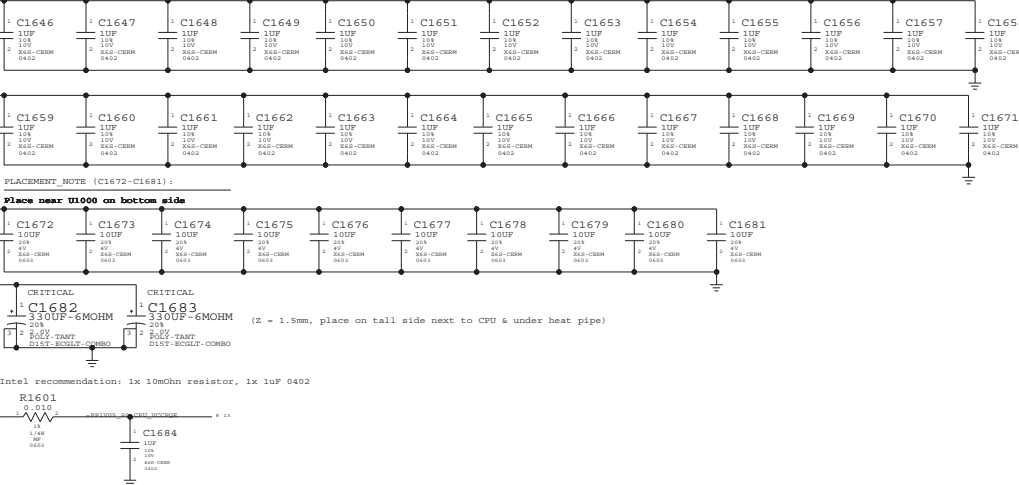 C1646 C1647 C1648 C1649 C1650 C1651 C1652 C1653 C1654 C1655 C1656 C1657 C165
1UF 1UF 1UF 1UF 1UF 1UF 1UF 1UF 1UF 1UF 1UF 1UF 1UF
10% 10% 10% 10% 10% 10% 10% 10% 10% 10% 10% 10% 10%
10V 10V 10V 10V 10V 10V 10V 10V 10V 10V 10V 10V 10V
X6S-CERM X6S-CERM X6S-CERM X6S-CERM X6S-CERM X6S-CERM X6S-CERM X6S-CERM X6S-CERM X6S-CERM X6S-CERM X6S-CERM X6S-CE
0402 0402 0402 0402 0402 0402 0402 0402 0402 0402 0402 0402 0402
C1659 C1660 C1661 C1662 C1663 C1664 C1665 C1666 C1667 C1668 C1669 C1670 C1671
1UF 1UF 1UF 1UF 1UF 1UF 1UF 1UF 1UF 1UF 1UF 1UF 1UF
10% 10% 10% 10% 10% 10% 10% 10% 10% 10% 10% 10% 10%
10V 10V 10V 10V 10V 10V 10V 10V 10V 10V 10V 10V 10V
X6S-CERM X6S-CERM X6S-CERM X6S-CERM X6S-CERM X6S-CERM X6S-CERM X6S-CERM X6S-CERM X6S-CERM X6S-CERM X6S-CERM X6S-CERM
0402 0402 0402 0402 0402 0402 0402 0402 0402 0402 0402 0402 0402
PLACEMENT_NOTE (C1672-C1681):
Place near U1000 on bottom side
C1672 C1673 C1674 C1675 C1676 C1677 C1678 C1679 C1680 C1681
10UF 10UF 10UF 10UF 10UF 10UF 10UF 10UF 10UF 10UF
20% 20% 20% 20% 20% 20% 20% 20% 20% 20%
4V 4V 4V 4V 4V 4V 4V 4V 4V 4V
X6S-CERM X6S-CERM X6S-CERM X6S-CERM X6S-CERM X6S-CERM X6S-CERM X6S-CERM X6S-CERM X6S-CERM
0603 0603 0603 0603 0603 0603 0603 0603 0603 0603
CRITICAL CRITICAL
C1682 C1683
330UF-6MOHM 330UF-6MOHM
20% 20%
2.0V 2.0V
POLY-TANT POLY-TANT
D15T-ECGLT-COMBO D15T-ECGLT-COMBO
(Z = 1.5mm, place on tall side next to CPU & under heat pipe)
Intel recommendation: 1x 10mOhn resistor, 1x 1uF 0402
R1601
0.010
1 2
1%
1/4W
MF
0603
C1684
1UF
10%
10V
X6S-CERM
0402